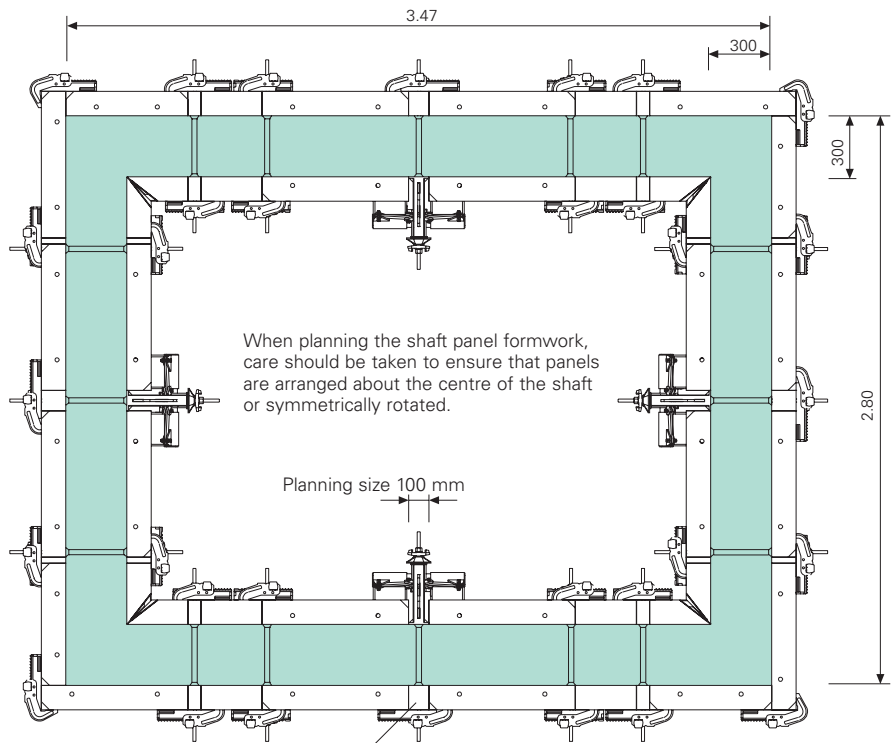 3.47
300
300
When planning the shaft panel formwork,
care should be taken to ensure that panels
are arranged about the centre of the shaft
or symmetrically rotated.
2.80
Planning size 100 mm